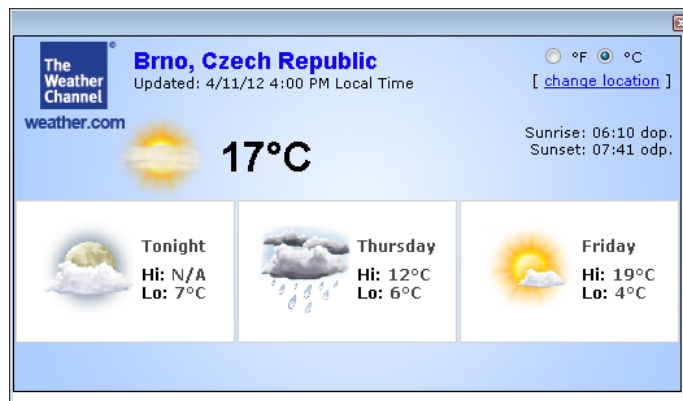 The
Weather
Channel
®
weather.com
Brno, Czech Republic
Updated: 4/11/12 4:00 PM Local Time
°F °C
[ change location ]
Sunrise: 06:10 dop.
Sunset: 07:41 odp.
17°C
Tonight
Hi: N/A
Lo: 7°C
Thursday
Hi: 12°C
Lo: 6°C
Friday
Hi: 19°C
Lo: 4°C